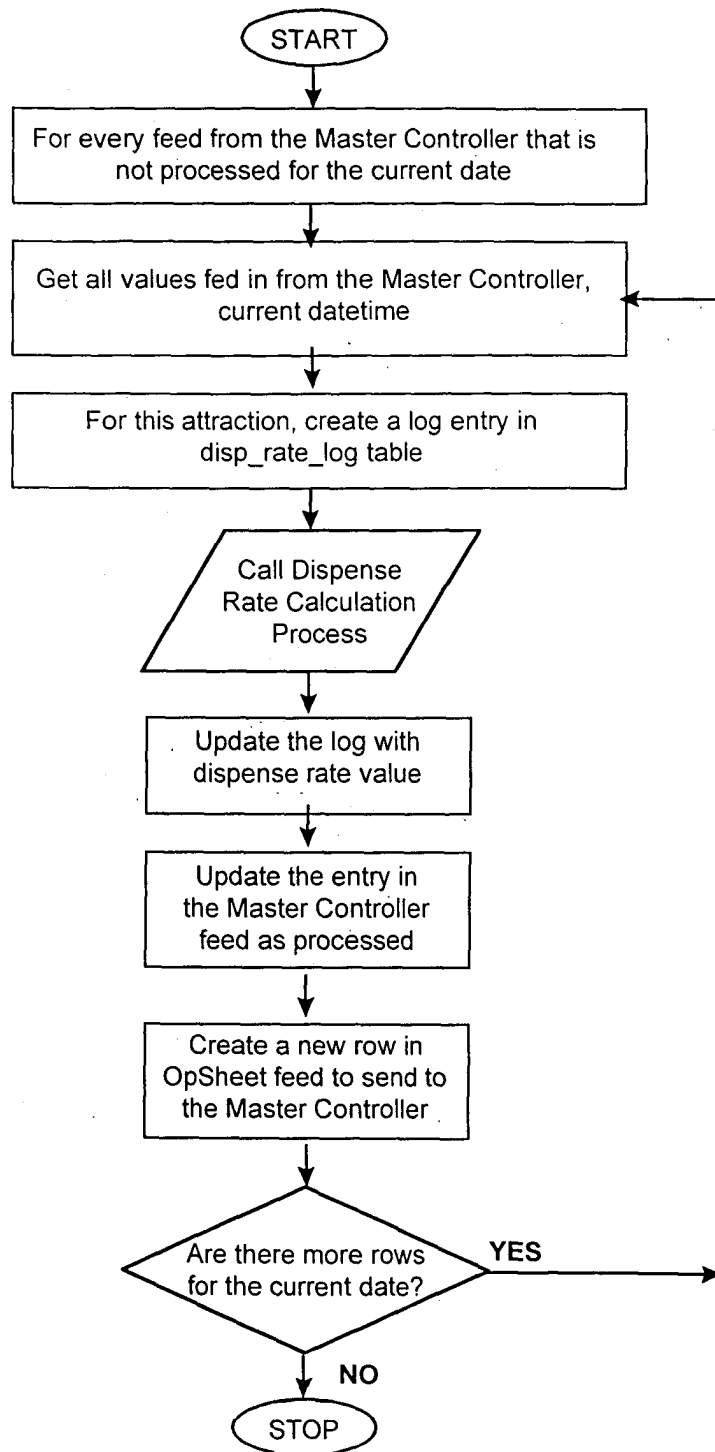 START
For every feed from the Master Controller that is
not processed for the current date
Get all values fed in from the Master Controller,
current datetime
For this attraction, create a log entry in
disp_rate_log table
Call Dispense
Rate Calculation
Process
Update the log with
dispense rate value
Update the entry in
the Master Controller
feed as processed
Create a new row in
OpSheet feed to send to
the Master Controller
Are there more rows
for the current date?
YES
NO
STOP